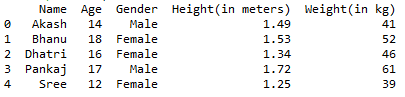 Name Age Gender Height(in meters) Weight(in kg)
0 Akash 14 Male 1.49 41
1 Bhanu 18 Female 1.53 52
2 Dhatri 16 Female 1.34 46
3 Pankaj 17 Male 1.72 61
4 Sree 12 Female 1.25 39